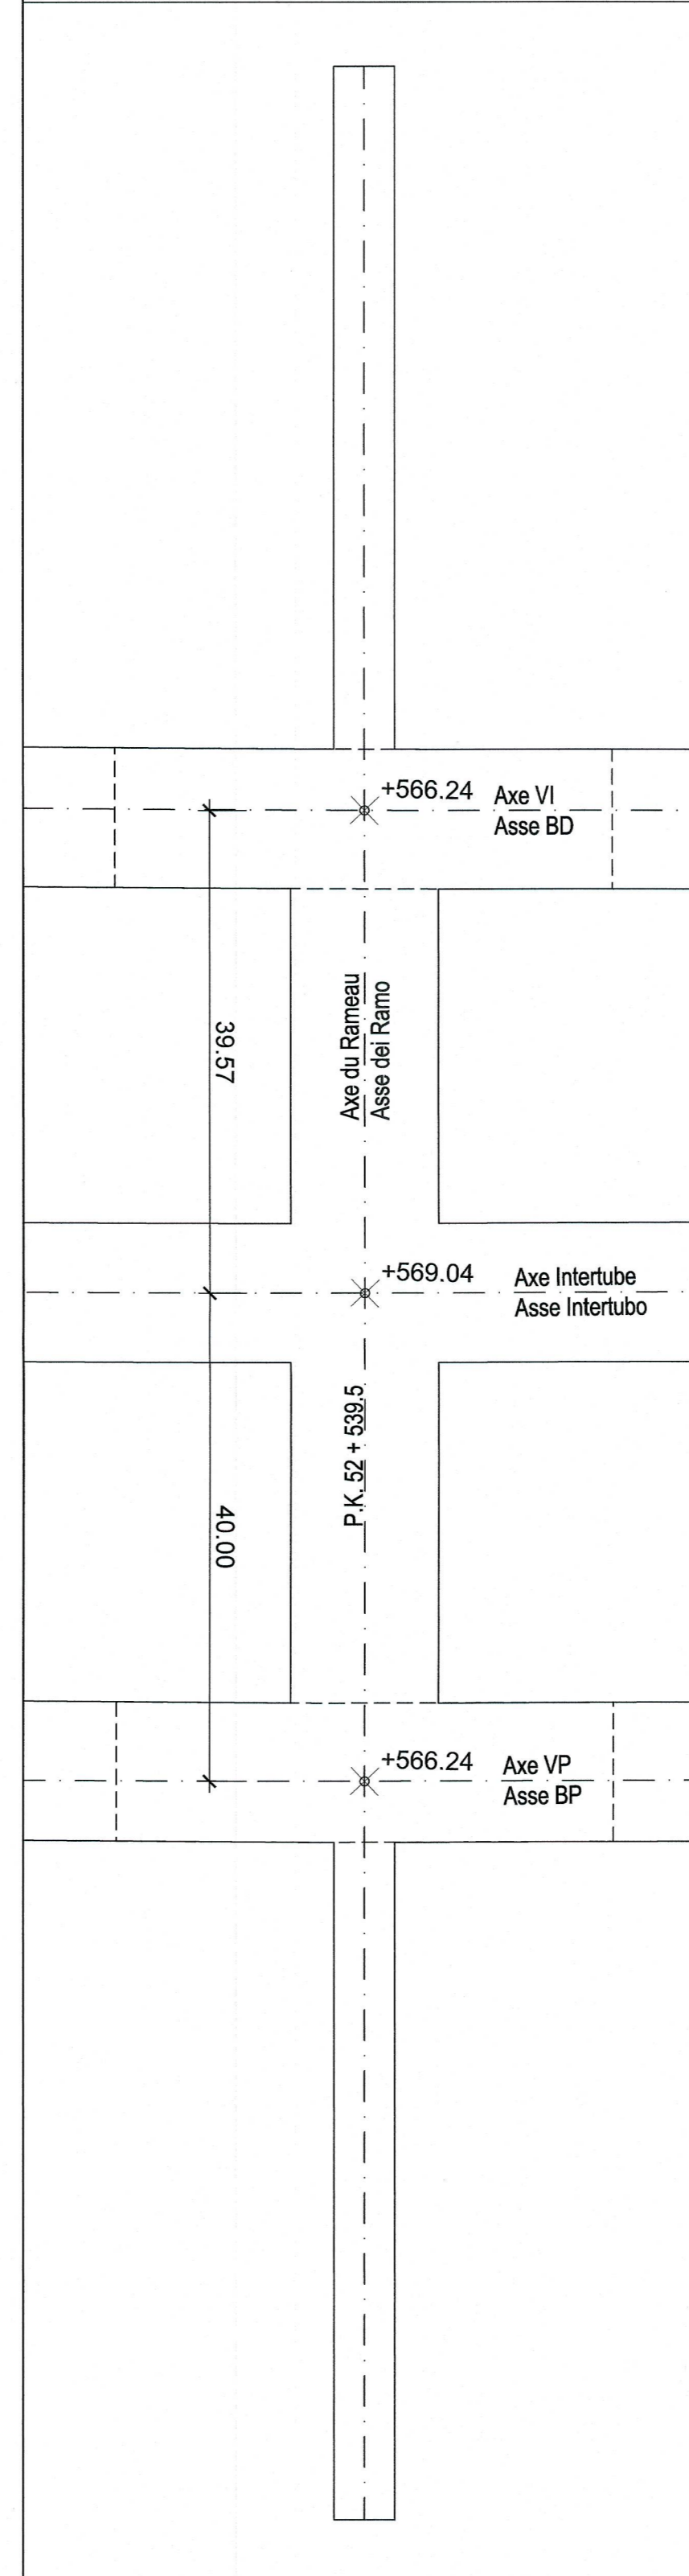 +566.24
Axe VI
Asse BD
39.57
Axe du Rameau
Asse del Ramo
+569.04
Axe Intertube
Asse Intertubo
P.K. 52 + 539.5
40.00
+566.24
Axe VP
Asse BP